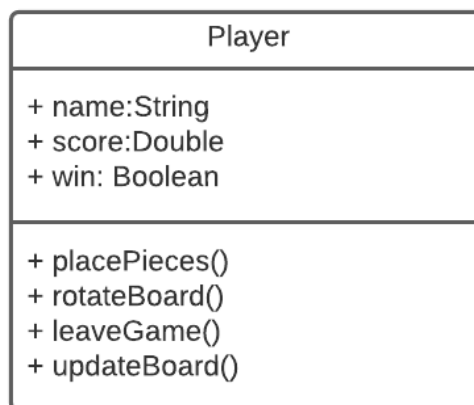 Player
+ name:String
+ score:Double
+ win: Boolean
+ placePieces()
+ rotateBoard()
+ leaveGame()
+ updateBoard()